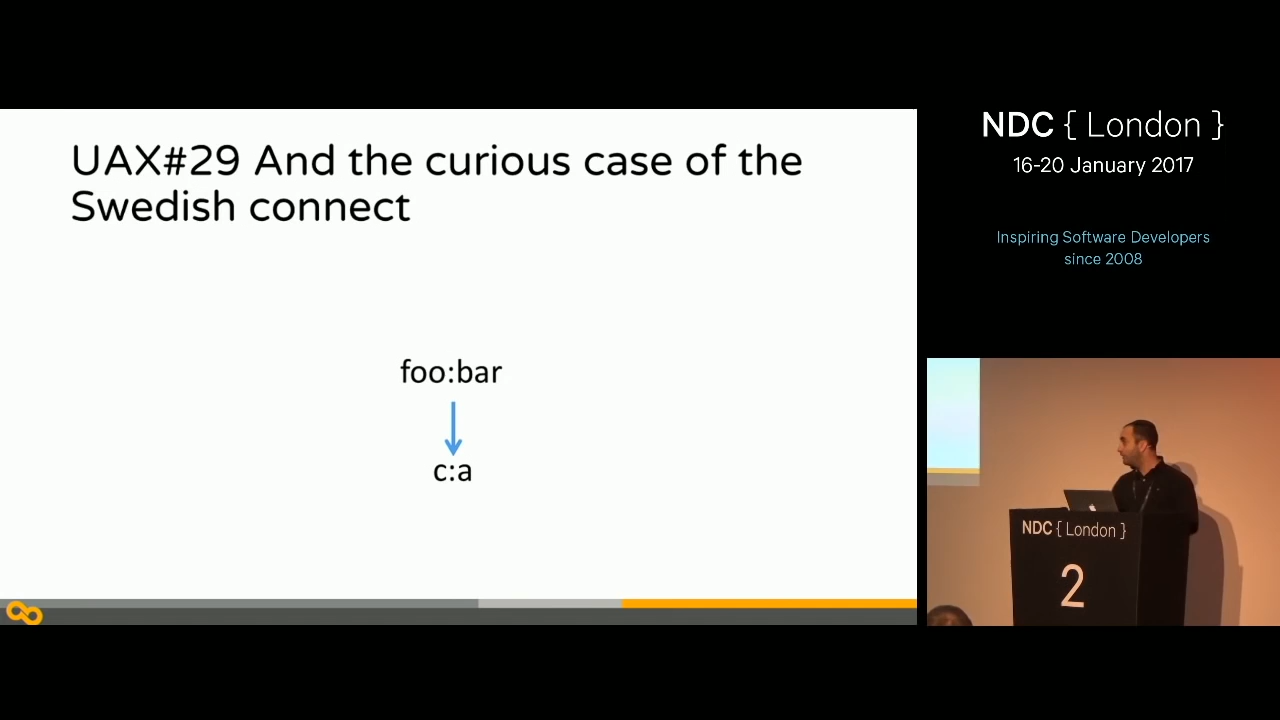 UAX#29 And the curious case of the
Swedish connect
foo:bar
c:a
NDC { London }
16-20 January 2017
Inspiring Software Developers
since 2008
NDC { London }
2